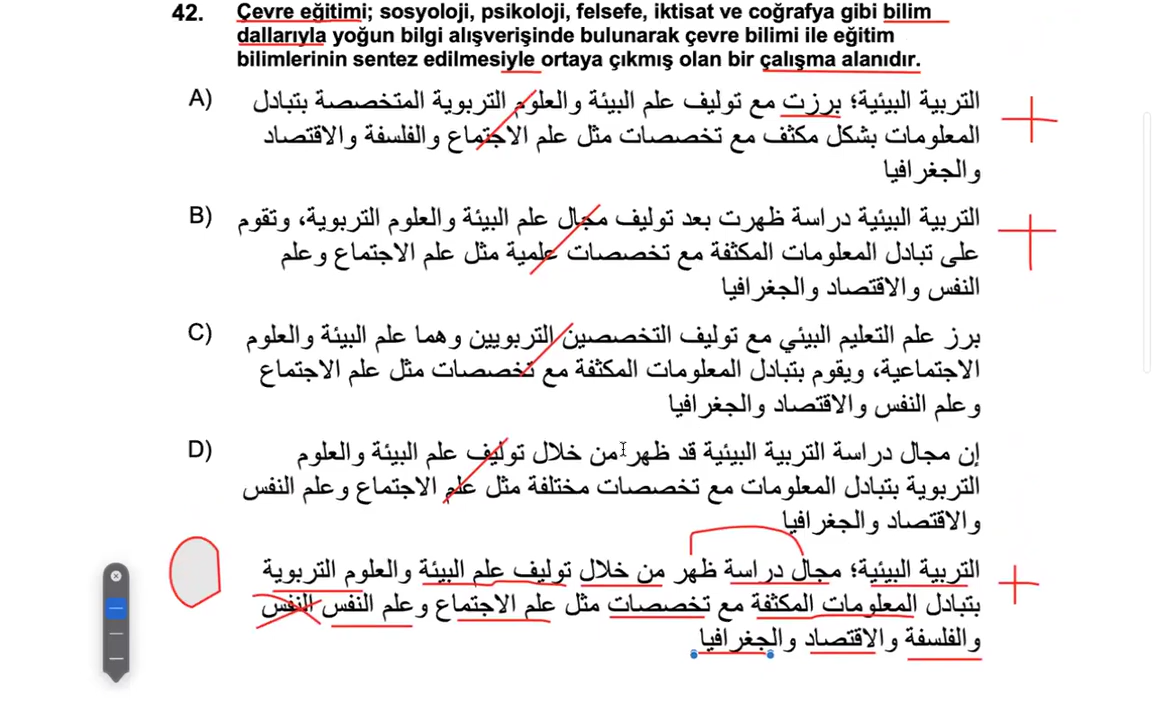 42. Çevre eğitimi; sosyoloji, psikoloji, felsefe, iktisat ve coğrafya gibi bilim
dallarıyla yoğun bilgi alışverişinde bulunarak çevre bilimi ile eğitim
bilimlerinin sentez edilmesiyle ortaya çıkmış olan bir çalışma alanıdır.
A) التربية البيئية؛ برزت مع توليف علم البيئة والعلوم التربوية المتخصصة بتبادل
المعلومات بشكل مكثف مع تخصصات مثل علم الاجتماع والفلسفة والاقتصاد
والجغرافيا
B) التربية البيئية دراسة ظهرت بعد توليف مجال علم البيئة والعلوم التربوية، وتقوم
على تبادل المعلومات المكثفة مع تخصصات علمية مثل علم الاجتماع وعلم
النفس والاقتصاد والجغرافيا
C) برز علم التعليم البيئي مع توليف التخصصين التربويين وهما علم البيئة والعلوم
الاجتماعية، ويقوم بتبادل المعلومات المكثفة مع تخصصات مثل علم الاجتماع
وعلم النفس والاقتصاد والجغرافيا
D) إن مجال دراسة التربية البيئية قد ظهر من خلال توليف علم البيئة والعلوم
التربوية بتبادل المعلومات مع تخصصات مختلفة مثل علم الاجتماع وعلم النفس
والاقتصاد والجغرافيا
التربية البيئية؛ مجال دراسة ظهر من خلال توليف علم البيئة والعلوم التربوية
بتبادل المعلومات المكثفة مع تخصصات مثل علم الاجتماع وعلم النفس النفس
والفلسفة والاقتصاد والجغرافيا